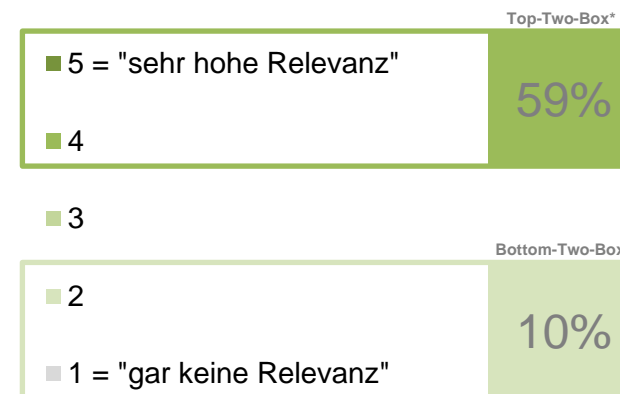 Top-Two-Box*
5 = "sehr hohe Relevanz"
59%
4
3
Bottom-Two-Box
2
10%
1 = "gar keine Relevanz"